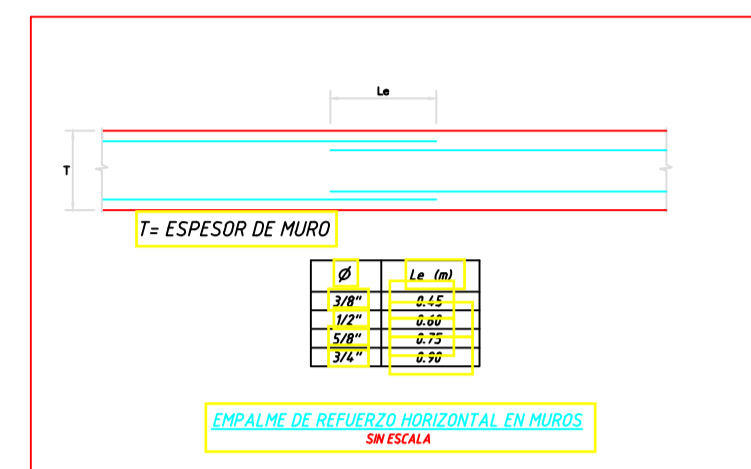 Le
T
T= ESPESOR DE MURO
Ø Le (m)
3/8" 0.45
1/2" 0.60
5/8" 0.75
3/4" 0.90
EMPALME DE REFUERZO HORIZONTAL EN MUROS
SIN ESCALA